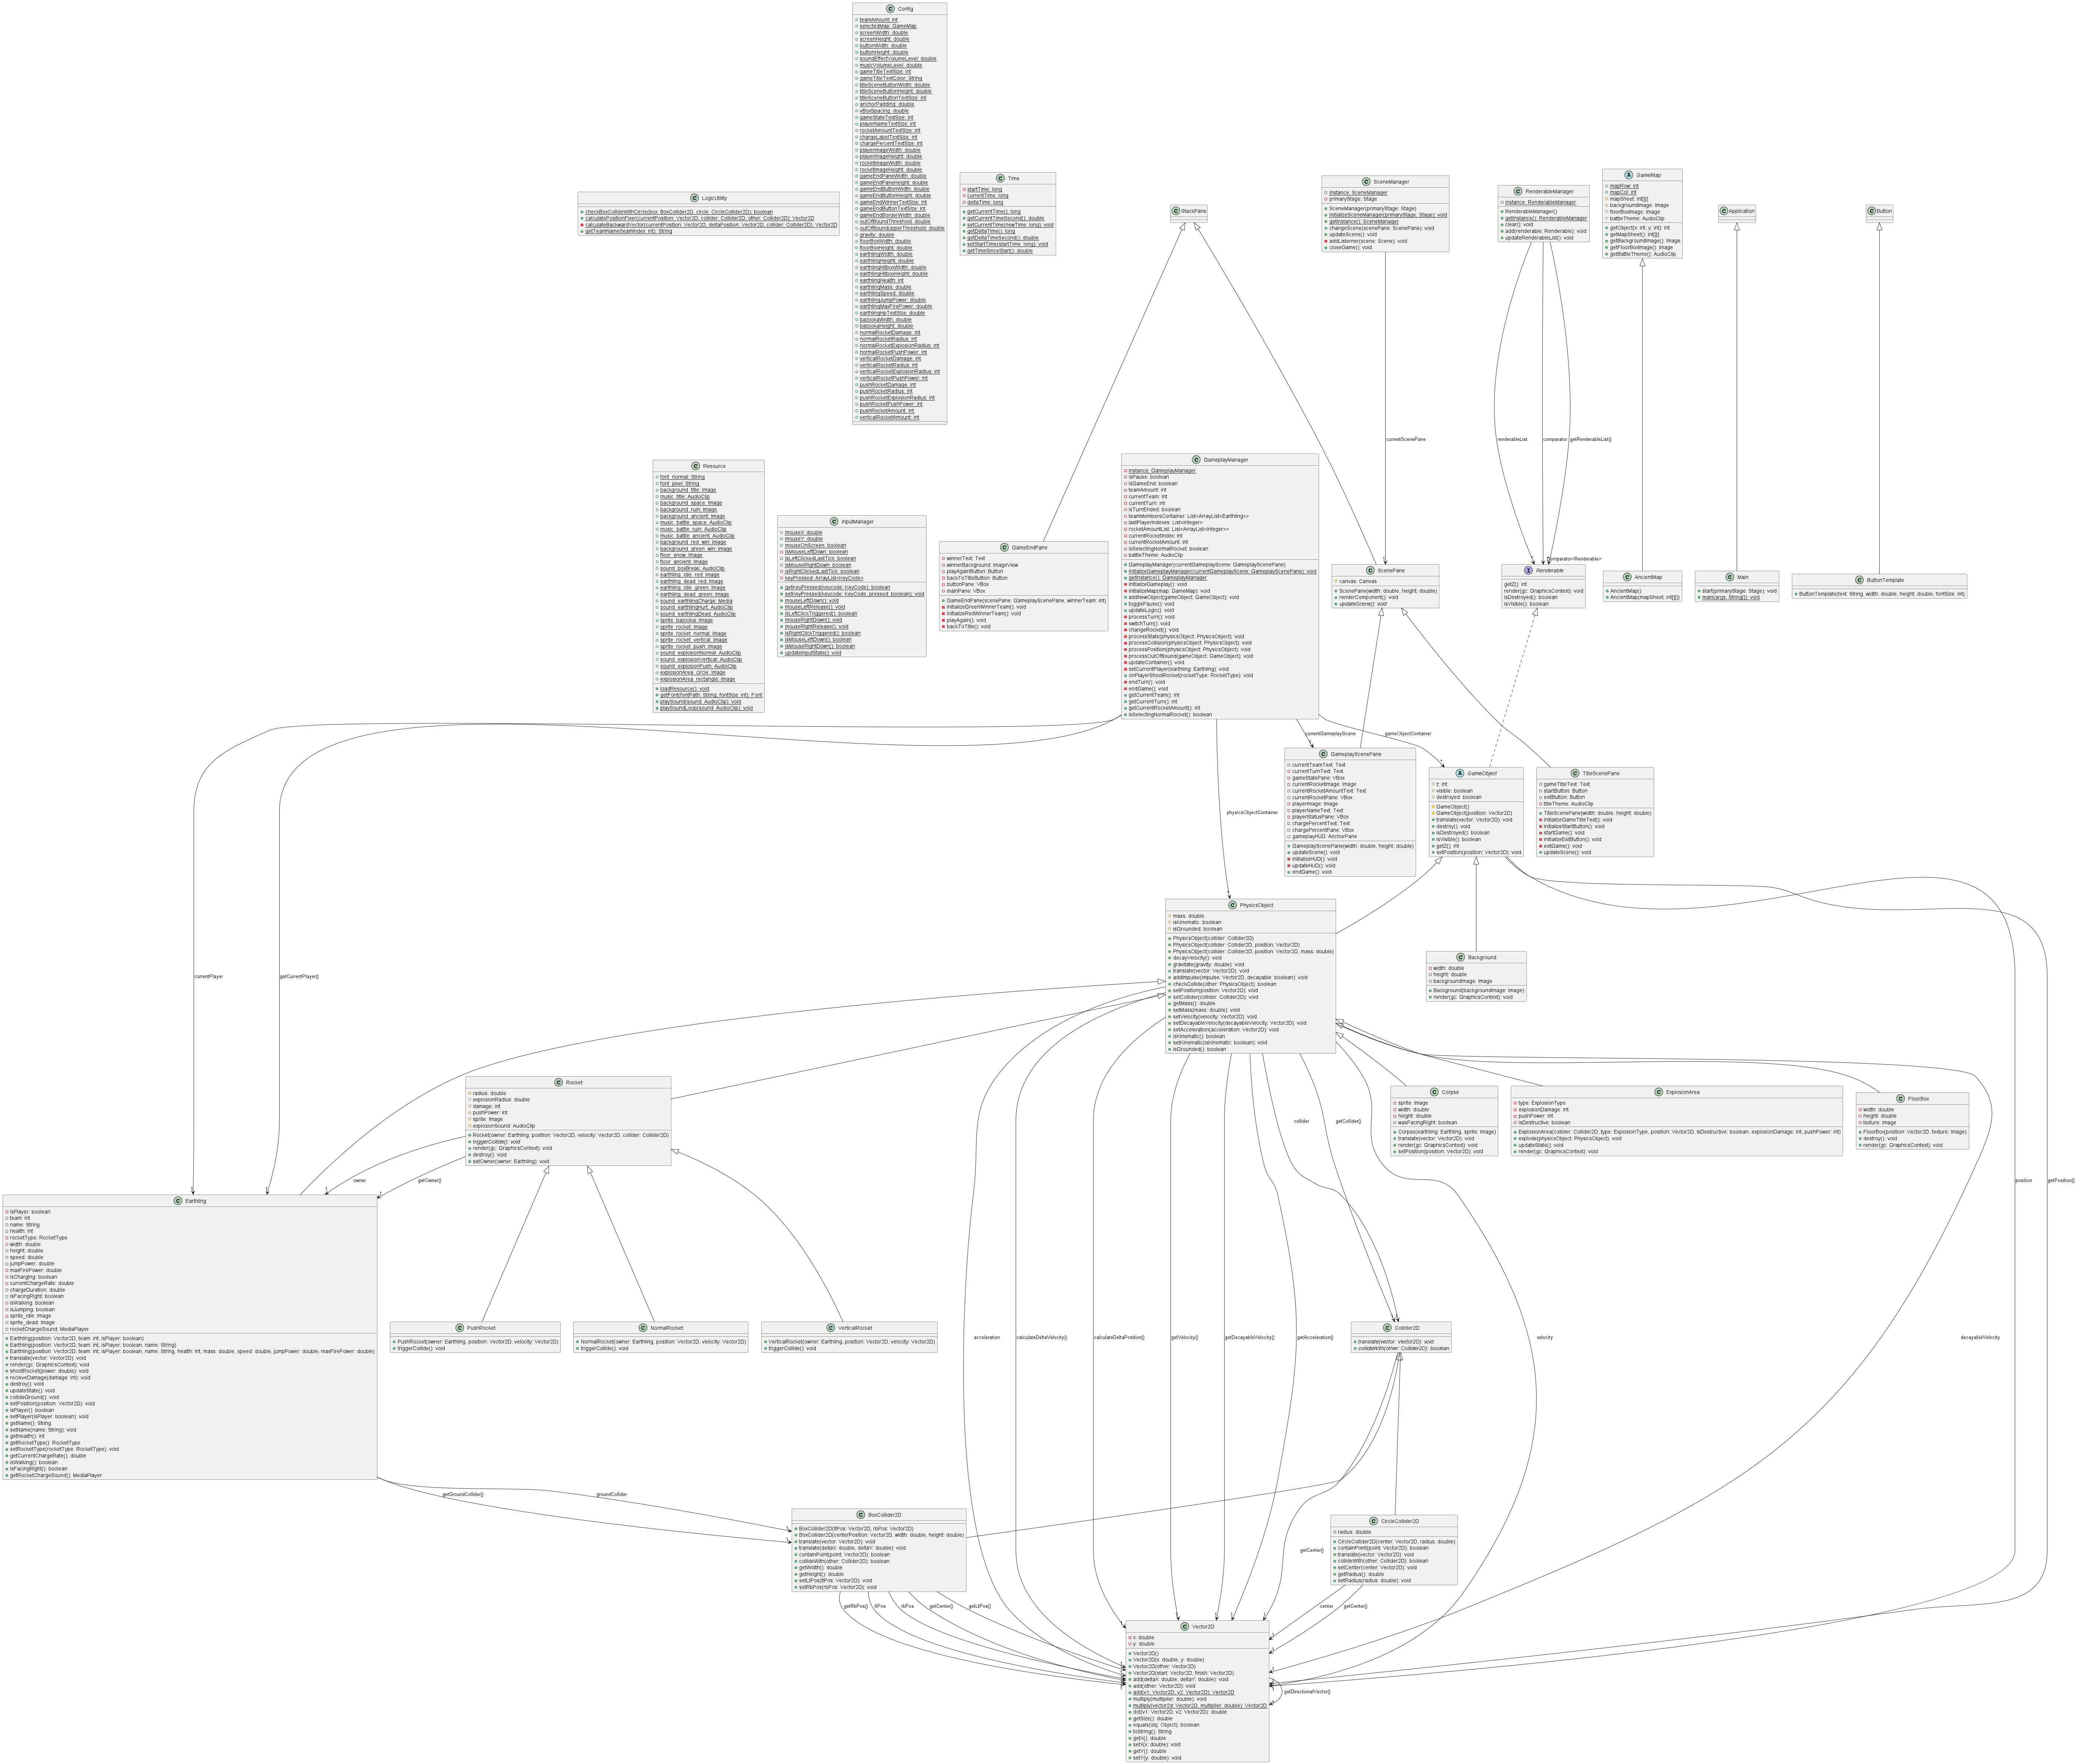 Config
teamAmount: int
selectedMap: GameMap
screenWidth: double
screenHeight: double
buttonWidth: double
buttonHeight: double
soundEffectVolumeLevel: double
musicVolumeLevel: double
gameTitleTextSize: int
gameTitleTextColor: String
titleSceneButtonWidth: double
titleSceneButtonHeight: double
titleSceneButtonTextSize: int
anchorPadding: double
vBoxSpacing: double
gameStateTextSize: int
playerNameTextSize: int
rocketAmountTextSize: int
chargeLabelTextSize: int
chargePercentTextSize: int
playerImageWidth: double
playerImageHeight: double
rocketImageWidth: double
rocketImageHeight: double
gameEndPaneWidth: double
gameEndPaneHeight: double
gameEndButtonWidth: double
gameEndButtonHeight: double
gameEndWinnerTextSize: int
gameEndButtonTextSize: int
gameEndBorderWidth: double
outOfBoundThreshold: double
outOfBoundUpperThreshold: double
gravity: double
floorBoxWidth: double
floorBoxHeight: double
earthlingWidth: double
earthlingHeight: double
earthlingHitboxWidth: double
earthlingHitboxHeight: double
earthlingHealth: int
earthlingMass: double
earthlingSpeed: double
earthlingJumpPower: double
earthlingMaxFirePower: double
earthlingHpTextSize: double
bazookaWidth: double
bazookaHeight: double
normalRocketDamage: int
normalRocketRadius: int
normalRocketExplosionRadius: int
normalRocketPushPower: int
verticalRocketDamage: int
verticalRocketRadius: int
verticalRocketExplosionRadius: int
verticalRocketPushPower: int
pushRocketDamage: int
pushRocketRadius: int
pushRocketExplosionRadius: int
pushRocketPushPower: int
pushRocketAmount: int
verticalRocketAmount: int
LogicUtility
checkBoxCollideWithCircle(box: BoxCollider2D, circle: CircleCollider2D): boolean
calculatePositionFixer(currentPosition: Vector2D, collider: Collider2D, other: Collider2D): Vector2D
calculateBackwardVector(currentPosition: Vector2D, deltaPosition: Vector2D, collider: Collider2D): Vector2D
getTeamName(teamIndex: int): String
Time
startTime: long
currentTime: long
deltaTime: long
getCurrentTime(): long
getCurrentTimeSecond(): double
setCurrentTime(newTime: long): void
getDeltaTime(): long
getDeltaTimeSecond(): double
setStartTime(startTime: long): void
getTimeSinceStart(): double
StackPane
SceneManager
instance: SceneManager
primaryStage: Stage
SceneManager(primaryStage: Stage)
initializeSceneManager(primaryStage: Stage): void
getInstance(): SceneManager
changeScene(scenePane: ScenePane): void
updateScene(): void
addListener(scene: Scene): void
closeGame(): void
RenderableManager
instance: RenderableManager
RenderableManager()
getInstance(): RenderableManager
clear(): void
add(renderable: Renderable): void
updateRenderableList(): void
GameMap
mapRow: int
mapCol: int
mapSheet: int[][]
backgroundImage: Image
floorBoxImage: Image
battleTheme: AudioClip
getObject(x: int, y: int): int
getMapSheet(): int[][]
getBackgroundImage(): Image
getFloorBoxImage(): Image
getBattleTheme(): AudioClip
Application
Button
currentScenePane
renderableList
comparator
getRenderableList()
Resource
font_normal: String
font_pixel: String
background_title: Image
music_title: AudioClip
background_space: Image
background_ruin: Image
background_ancient: Image
music_battle_space: AudioClip
music_battle_ruin: AudioClip
music_battle_ancient: AudioClip
background_red_win: Image
background_green_win: Image
floor_snow: Image
floor_ancient: Image
sound_boxBreak: AudioClip
earthling_idle_red: Image
earthling_dead_red: Image
earthling_idle_green: Image
earthling_dead_green: Image
sound_earthlingCharge: Media
sound_earthlingHurt: AudioClip
sound_earthlingDead: AudioClip
sprite_bazooka: Image
sprite_rocket: Image
sprite_rocket_normal: Image
sprite_rocket_vertical: Image
sprite_rocket_push: Image
sound_explosionNormal: AudioClip
sound_explosionVertical: AudioClip
sound_explosionPush: AudioClip
explosionArea_circle: Image
explosionArea_rectangle: Image
loadResource(): void
getFont(fontPath: String, fontSize: int): Font
playSound(sound: AudioClip): void
playSoundLoop(sound: AudioClip): void
InputManager
mouseX: double
mouseY: double
mouseOnScreen: boolean
isMouseLeftDown: boolean
isLeftClickedLastTick: boolean
isMouseRightDown: boolean
isRightClickedLastTick: boolean
keyPressed: ArrayList<KeyCode>
getKeyPressed(keycode: KeyCode): boolean
setKeyPressed(keycode: KeyCode, pressed: boolean): void
mouseLeftDown(): void
mouseLeftRelease(): void
isLeftClickTriggered(): boolean
mouseRightDown(): void
mouseRightRelease(): void
isRightClickTriggered(): boolean
isMouseLeftDown(): boolean
isMouseRightDown(): boolean
updateInputState(): void
GameEndPane
winnerText: Text
winnerBackground: ImageView
playAgainButton: Button
backToTitleButton: Button
buttonPane: VBox
mainPane: VBox
GameEndPane(scenePane: GameplayScenePane, winnerTeam: int)
initializeGreenWinnerTeam(): void
initializeRedWinnerTeam(): void
playAgain(): void
backToTitle(): void
GameplayManager
instance: GameplayManager
isPause: boolean
isGameEnd: boolean
teamAmount: int
currentTeam: int
currentTurn: int
isTurnEnded: boolean
teamMembersContainer: List<ArrayList<Earthling>>
lastPlayerIndexes: List<Integer>
rocketAmountList: List<ArrayList<Integer>>
currentRocketIndex: int
currentRocketAmount: int
isSelectingNormalRocket: boolean
battleTheme: AudioClip
GameplayManager(currentGameplayScene: GameplayScenePane)
initializeGameplayManager(currentGameplayScene: GameplayScenePane): void
getInstance(): GameplayManager
initializeGameplay(): void
initializeMap(map: GameMap): void
addNewObject(gameObject: GameObject): void
togglePause(): void
updateLogic(): void
processTurn(): void
switchTurn(): void
changeRocket(): void
processState(physicsObject: PhysicsObject): void
processCollision(physicsObject: PhysicsObject): void
processPosition(physicsObject: PhysicsObject): void
processOutOfBound(gameObject: GameObject): void
updateContainer(): void
setCurrentPlayer(earthling: Earthling): void
onPlayerShootRocket(rocketType: RocketType): void
endTurn(): void
endGame(): void
getCurrentTeam(): int
getCurrentTurn(): int
getCurrentRocketAmount(): int
isSelectingNormalRocket(): boolean
1
ScenePane
canvas: Canvas
ScenePane(width: double, height: double)
renderComponent(): void
updateScene(): void
*
Comparator<Renderable>
Renderable
getZ(): int
render(gc: GraphicsContext): void
isDestroyed(): boolean
isVisible(): boolean
AncientMap
AncientMap()
AncientMap(mapSheet: int[][])
Main
start(primaryStage: Stage): void
main(args: String[]): void
ButtonTemplate
ButtonTemplate(text: String, width: double, height: double, fontSize: int)
currentGameplayScene
1
gameObjectContainer
*
GameplayScenePane
currentTeamText: Text
currentTurnText: Text
gameStatePane: VBox
currentRocketImage: Image
currentRocketAmountText: Text
currentRocketPane: VBox
playerImage: Image
playerNameText: Text
playerStatusPane: VBox
chargePercentText: Text
chargePercentPane: VBox
gameplayHUD: AnchorPane
GameplayScenePane(width: double, height: double)
updateScene(): void
initializeHUD(): void
updateHUD(): void
endGame(): void
GameObject
z: int
visible: boolean
destroyed: boolean
GameObject()
GameObject(position: Vector2D)
translate(vector: Vector2D): void
destroy(): void
isDestroyed(): boolean
isVisible(): boolean
getZ(): int
setPosition(position: Vector2D): void
TitleScenePane
gameTitleText: Text
startButton: Button
exitButton: Button
titleTheme: AudioClip
TitleScenePane(width: double, height: double)
initializeGameTitleText(): void
initializeStartButton(): void
startGame(): void
initializeExitButton(): void
exitGame(): void
updateScene(): void
physicsObjectContainer
*
PhysicsObject
mass: double
isKinematic: boolean
isGrounded: boolean
PhysicsObject(collider: Collider2D)
PhysicsObject(collider: Collider2D, position: Vector2D)
PhysicsObject(collider: Collider2D, position: Vector2D, mass: double)
decayVelocity(): void
gravitate(gravity: double): void
translate(vector: Vector2D): void
addImpulse(impulse: Vector2D, decayable: boolean): void
checkCollide(other: PhysicsObject): boolean
setPosition(position: Vector2D): void
setCollider(collider: Collider2D): void
getMass(): double
setMass(mass: double): void
setVelocity(velocity: Vector2D): void
setDecayableVelocity(decayableVelocity: Vector2D): void
setAcceleration(acceleration: Vector2D): void
isKinematic(): boolean
setKinematic(isKinematic: boolean): void
isGrounded(): boolean
Background
width: double
height: double
backgroundImage: Image
Background(backgroundImage: Image)
render(gc: GraphicsContext): void
currentPlayer
getCurrentPlayer()
position
getPosition()
Rocket
radius: double
explosionRadius: double
damage: int
pushPower: int
sprite: Image
explosionSound: AudioClip
Rocket(owner: Earthling, position: Vector2D, velocity: Vector2D, collider: Collider2D)
triggerCollide(): void
render(gc: GraphicsContext): void
destroy(): void
setOwner(owner: Earthling): void
collider
getCollider()
Corpse
sprite: Image
width: double
height: double
wasFacingRight: boolean
Corpse(earthling: Earthling, sprite: Image)
translate(vector: Vector2D): void
render(gc: GraphicsContext): void
setPosition(position: Vector2D): void
ExplosionArea
type: ExplosionType
explosionDamage: int
pushPower: int
isDestructive: boolean
ExplosionArea(collider: Collider2D, type: ExplosionType, position: Vector2D, isDestructive: boolean, explosionDamage: int, pushPower: int)
explode(physicsObject: PhysicsObject): void
updateState(): void
render(gc: GraphicsContext): void
FloorBox
width: double
height: double
texture: Image
FloorBox(position: Vector2D, texture: Image)
destroy(): void
render(gc: GraphicsContext): void
owner
getOwner()
1
1
1
1
Earthling
isPlayer: boolean
team: int
name: String
health: int
rocketType: RocketType
width: double
height: double
speed: double
jumpPower: double
maxFirePower: double
isCharging: boolean
currentChargeRate: double
chargeDuration: double
isFacingRight: boolean
isWalking: boolean
isJumping: boolean
sprite_idle: Image
sprite_dead: Image
rocketChargeSound: MediaPlayer
Earthling(position: Vector2D, team: int, isPlayer: boolean)
Earthling(position: Vector2D, team: int, isPlayer: boolean, name: String)
Earthling(position: Vector2D, team: int, isPlayer: boolean, name: String, health: int, mass: double, speed: double, jumpPower: double, maxFirePower: double)
translate(vector: Vector2D): void
render(gc: GraphicsContext): void
shootRocket(power: double): void
recieveDamage(damage: int): void
destroy(): void
updateState(): void
collideGround(): void
setPosition(position: Vector2D): void
isPlayer(): boolean
setPlayer(isPlayer: boolean): void
getName(): String
setName(name: String): void
getHealth(): int
getRocketType(): RocketType
setRocketType(rocketType: RocketType): void
getCurrentChargeRate(): double
isWalking(): boolean
isFacingRight(): boolean
getRocketChargeSound(): MediaPlayer
PushRocket
PushRocket(owner: Earthling, position: Vector2D, velocity: Vector2D)
triggerCollide(): void
NormalRocket
NormalRocket(owner: Earthling, position: Vector2D, velocity: Vector2D)
triggerCollide(): void
VerticalRocket
VerticalRocket(owner: Earthling, position: Vector2D, velocity: Vector2D)
triggerCollide(): void
acceleration
calculateDeltaVelocity()
calculateDeltaPosition()
getVelocity()
getDecayableVelocity()
getAcceleration()
1
1
Collider2D
translate(vector: Vector2D): void
collideWith(other: Collider2D): boolean
velocity
decayableVelocity
getGroundCollider()
groundCollider
1
1
BoxCollider2D
BoxCollider2D(ltPos: Vector2D, rbPos: Vector2D)
BoxCollider2D(centerPosition: Vector2D, width: double, height: double)
translate(vector: Vector2D): void
translate(deltaX: double, deltaY: double): void
containPoint(point: Vector2D): boolean
collideWith(other: Collider2D): boolean
getWidth(): double
getHeight(): double
setLtPos(ltPos: Vector2D): void
setRbPos(rbPos: Vector2D): void
getCenter()
CircleCollider2D
radius: double
CircleCollider2D(center: Vector2D, radius: double)
containPoint(point: Vector2D): boolean
translate(vector: Vector2D): void
collideWith(other: Collider2D): boolean
setCenter(center: Vector2D): void
getRadius(): double
setRadius(radius: double): void
getRbPos()
ltPos
rbPos
getCenter()
getLtPos()
center
getCenter()
Vector2D
x: double
y: double
Vector2D()
Vector2D(x: double, y: double)
Vector2D(other: Vector2D)
Vector2D(start: Vector2D, finish: Vector2D)
add(deltaX: double, deltaY: double): void
add(other: Vector2D): void
add(v1: Vector2D, v2: Vector2D): Vector2D
multiply(multiplier: double): void
multiply(vector2d: Vector2D, multiplier: double): Vector2D
dot(v1: Vector2D, v2: Vector2D): double
getSize(): double
equals(obj: Object): boolean
toString(): String
getX(): double
setX(x: double): void
getY(): double
setY(y: double): void
getDirectionalVector()